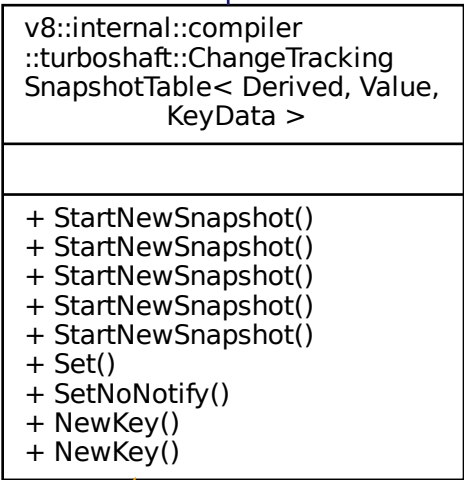 v8::internal::compiler
::turboshaft::ChangeTracking
SnapshotTable< Derived, Value,
KeyData >
+ StartNewSnapshot()
+ StartNewSnapshot()
+ StartNewSnapshot()
+ StartNewSnapshot()
+ StartNewSnapshot()
+ Set()
+ SetNoNotify()
+ NewKey()
+ NewKey()